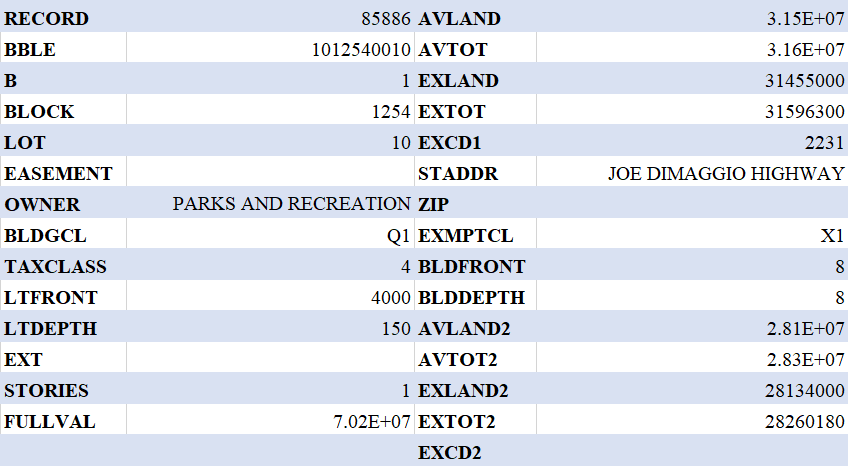 RECORD 85886 AVLAND 3.15E+07
BBLE 1012540010 AVTOT 3.16E+07
B 1 EXLAND 31455000
BLOCK 1254 EXTOT 31596300
LOT 10 EXCD1 2231
EASEMENT STADDR JOE DIMAGGIO HIGHWAY
OWNER PARKS AND RECREATION ZIP
BLDGCL Q1 EXMPTCL X1
TAXCLASS 4 BLDFRONT 8
LTFRONT 4000 BLDDEPTH 8
LTDEPTH 150 AVLAND2 2.81E+07
EXT AVTOT2 2.83E+07
STORIES 1 EXLAND2 28134000
FULLVAL 7.02E+07 EXTOT2 28260180
EXCD2